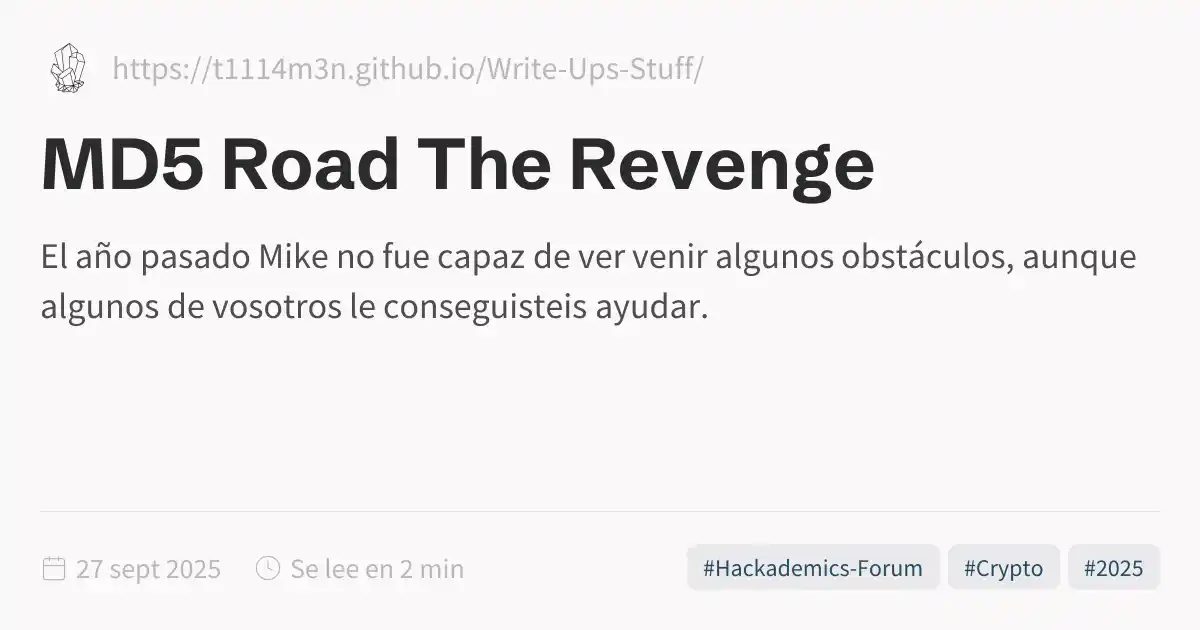 https://t1114m3n.github.io/Write-Ups-Stuff/
MD5 Road The Revenge
El año pasado Mike no fue capaz de ver venir algunos obstáculos, aunque
algunos de vosotros le conseguisteis ayudar.
27 sept 2025 Se lee en 2 min #Hackademics-Forum #Crypto #2025